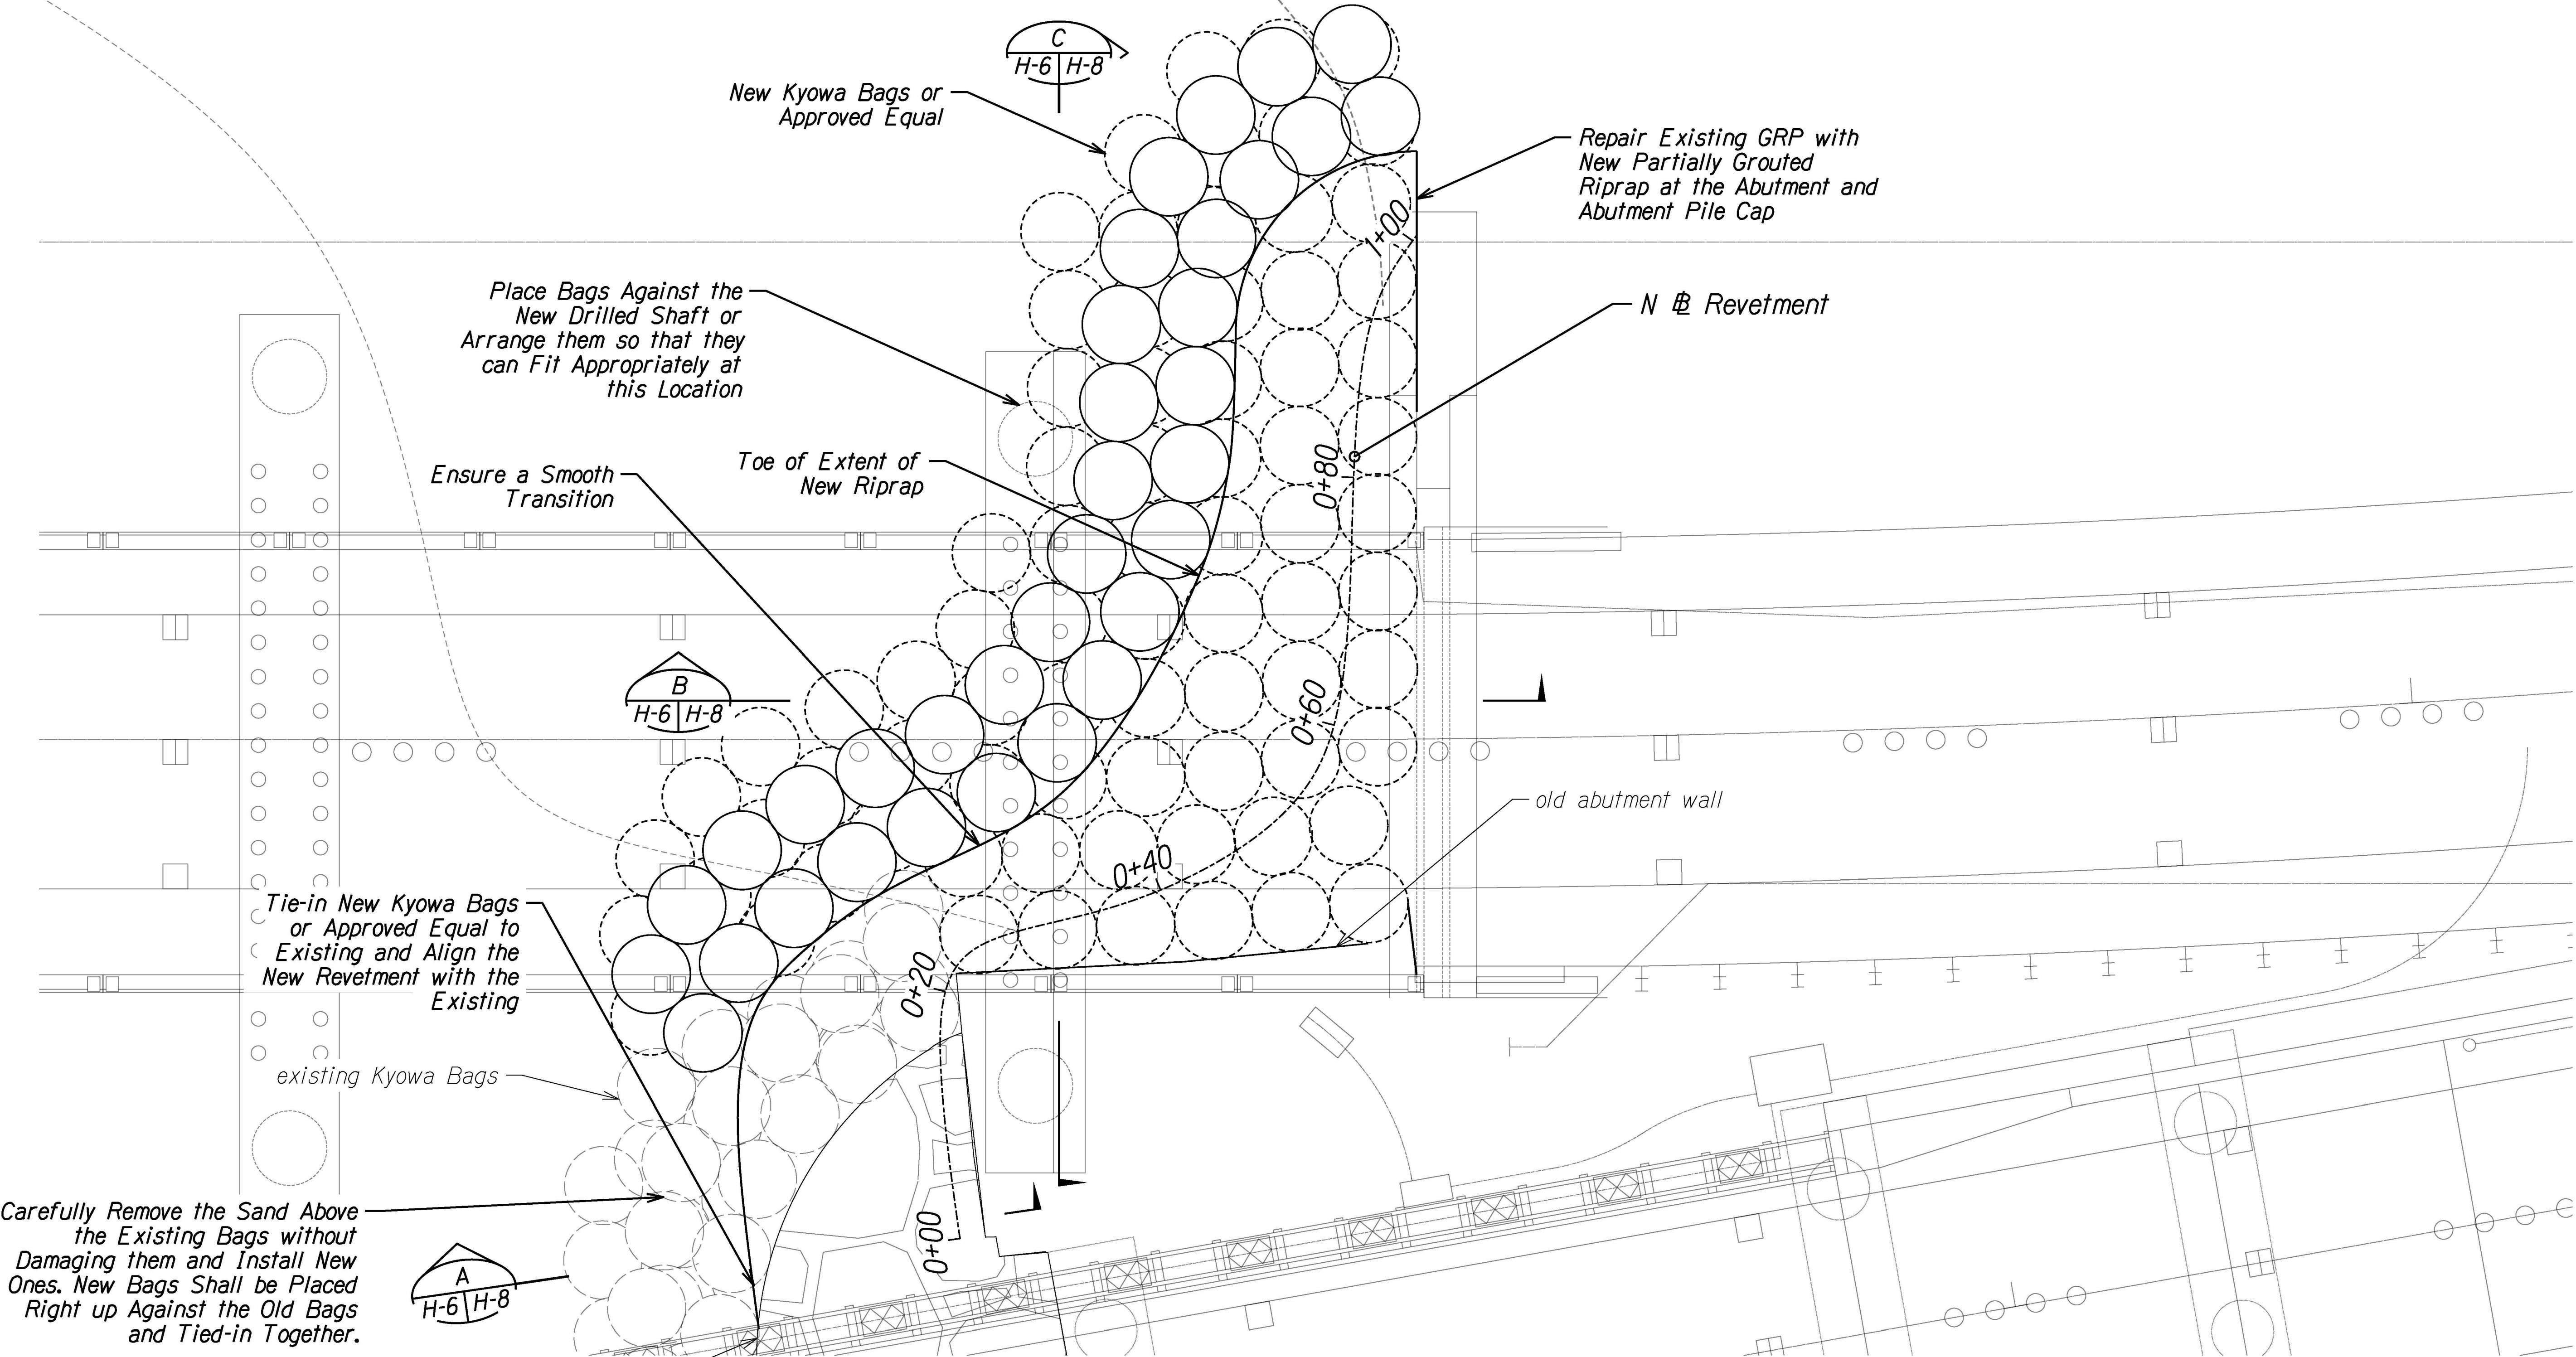 C
H-6 H-8
New Kyowa Bags or
Approved Equal
Repair Existing GRP with
New Partially Grouted
Riprap at the Abutment and
Abutment Pile Cap
1+00
Place Bags Against the
New Drilled Shaft or
Arrange them so that they
can Fit Appropriately at
this Location
N BL Revetment
Ensure a Smooth
Transition
Toe of Extent of
New Riprap
0+80
B
H-6 H-8
0+60
old abutment wall
0+40
Tie-in New Kyowa Bags
or Approved Equal to
Existing and Align the
New Revetment with the
Existing
0+20
existing Kyowa Bags
Carefully Remove the Sand Above
the Existing Bags without
Damaging them and Install New
Ones. New Bags Shall be Placed
Right up Against the Old Bags
and Tied-in Together.
A
H-6 H-8
0+00